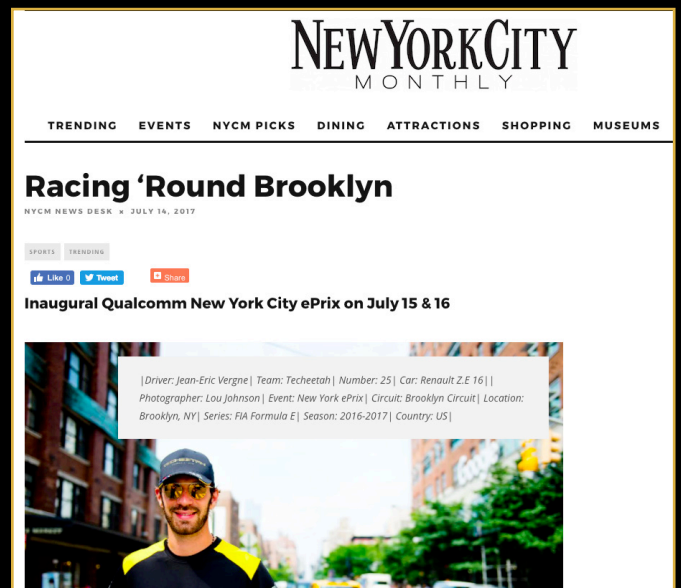 NEWYORKCITY
MONTHLY
TRENDING EVENTS NYCM PICKS DINING ATTRACTIONS SHOPPING MUSEUMS
Racing ‘Round Brooklyn
NYCM NEWS DESK × JULY 14, 2017
SPORTS TRENDING
Like 0 Tweet Share
Inaugural Qualcomm New York City ePrix on July 15 & 16
|Driver: Jean-Eric Vergne| Team: Techeetah| Number: 25| Car: Renault Z.E 16||
Photographer: Lou Johnson| Event: New York ePrix| Circuit: Brooklyn Circuit| Location:
Brooklyn, NY| Series: FIA Formula E| Season: 2016-2017| Country: US|
TECHEETAH